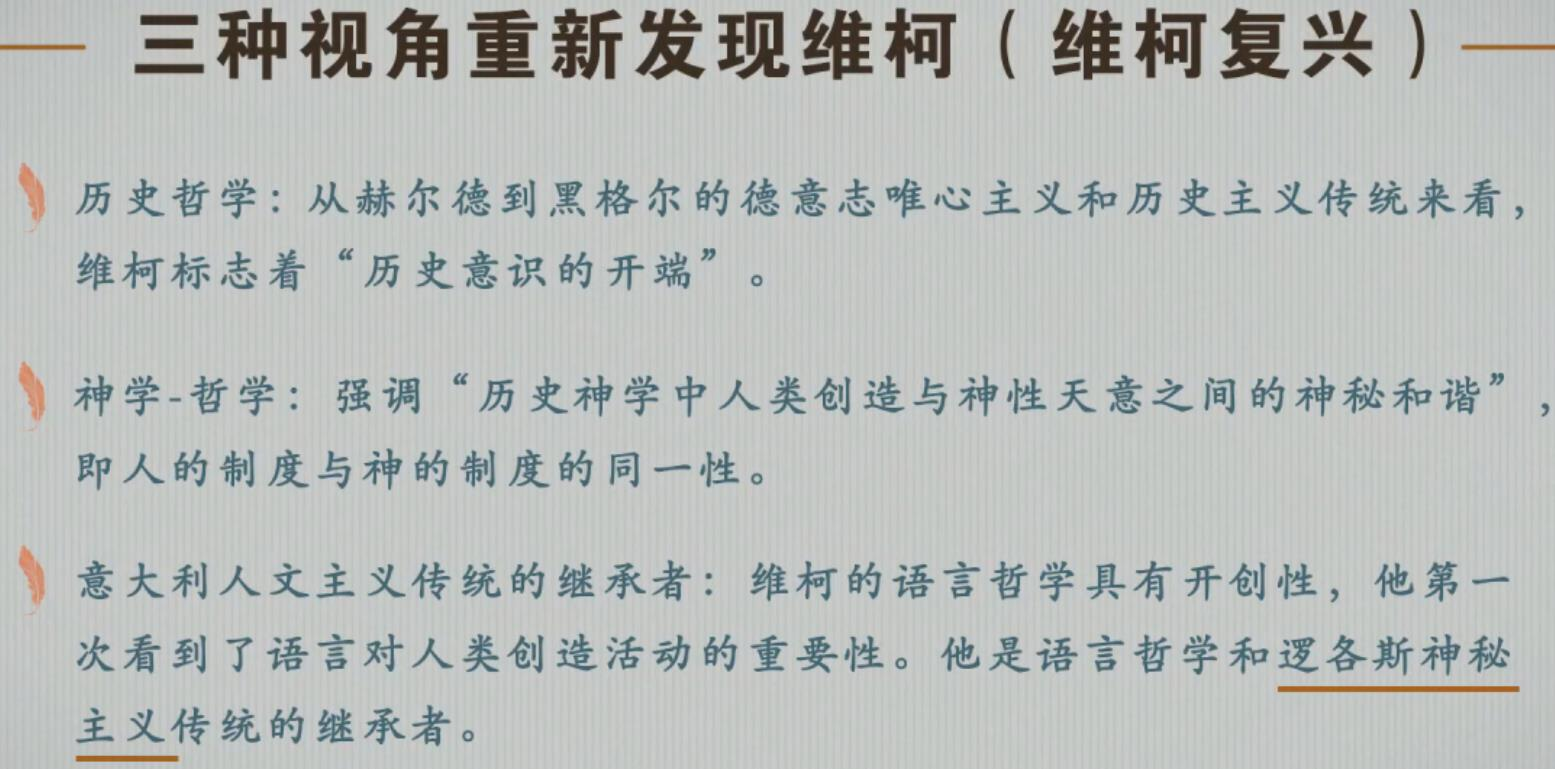 三种视角重新发现维柯（维柯复兴）
历史哲学：从赫尔德到黑格尔的德意志唯心主义和历史主义传统来看，
维柯标志着“历史意识的开端”。
神学-哲学：强调“历史神学中人类创造与神性天意之间的神秘和谐”，
即人的制度与神的制度的同一性。
意大利人文主义传统的继承者：维柯的语言哲学具有开创性，他第一
次看到了语言对人类创造活动的重要性。他是语言哲学和逻各斯神秘
主义传统的继承者。